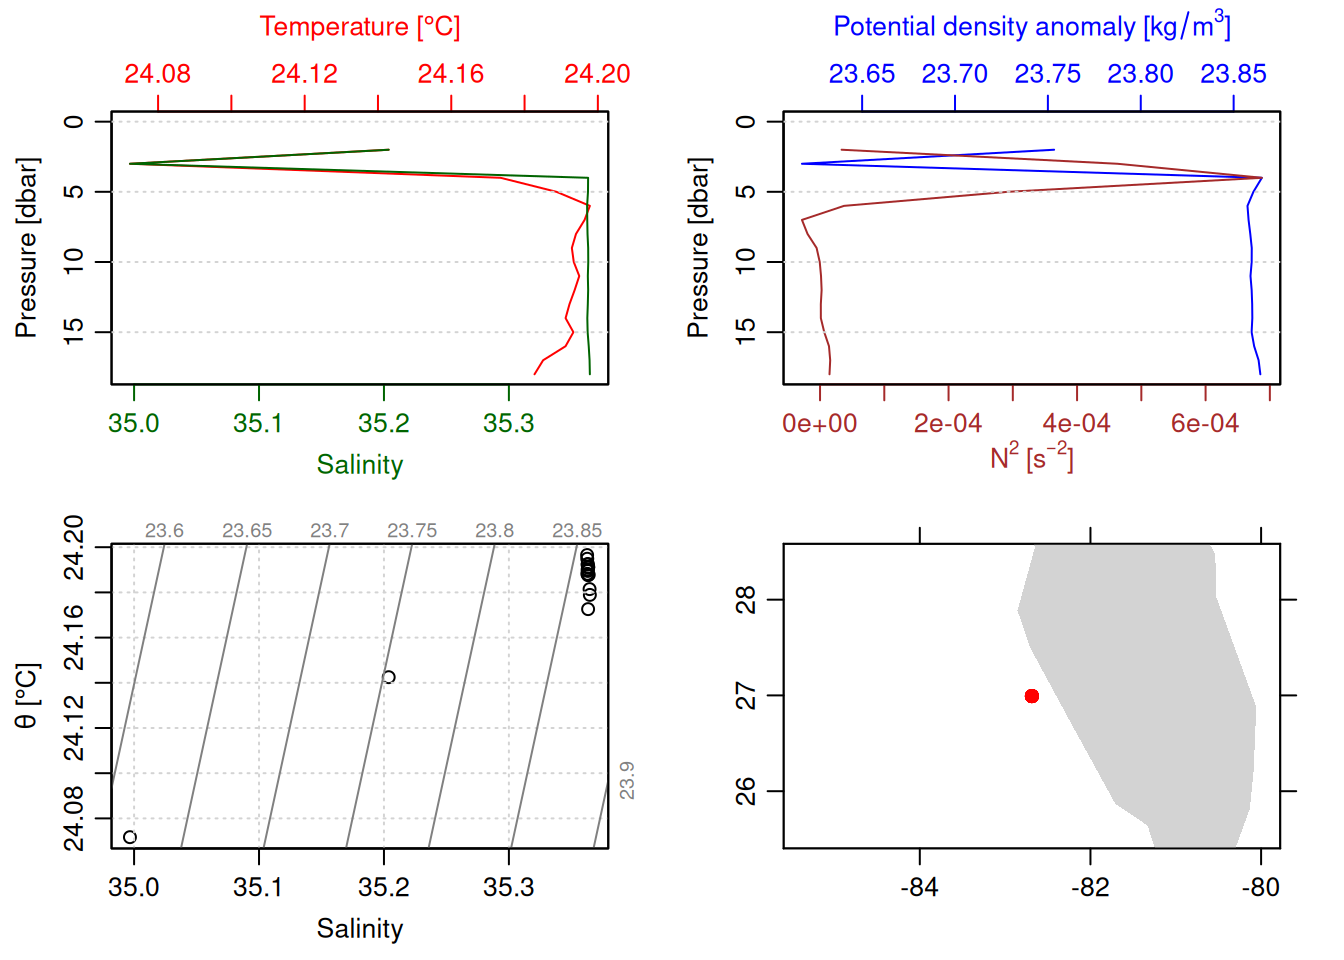 Temperature [°C]
24.08 24.12 24.16 24.20
Pressure [dbar]
0
5
10
15
35.0 35.1 35.2 35.3
Salinity
Potential density anomaly [kg/m³]
23.65 23.70 23.75 23.80 23.85
Pressure [dbar]
0
5
10
15
0e+00 2e-04 4e-04 6e-04
N² [s⁻²]
23.6 23.65 23.7 23.75 23.8 23.85
23.9
θ [°C]
24.20
24.16
24.12
24.08
35.0 35.1 35.2 35.3
Salinity
28
27
26
-84 -82 -80